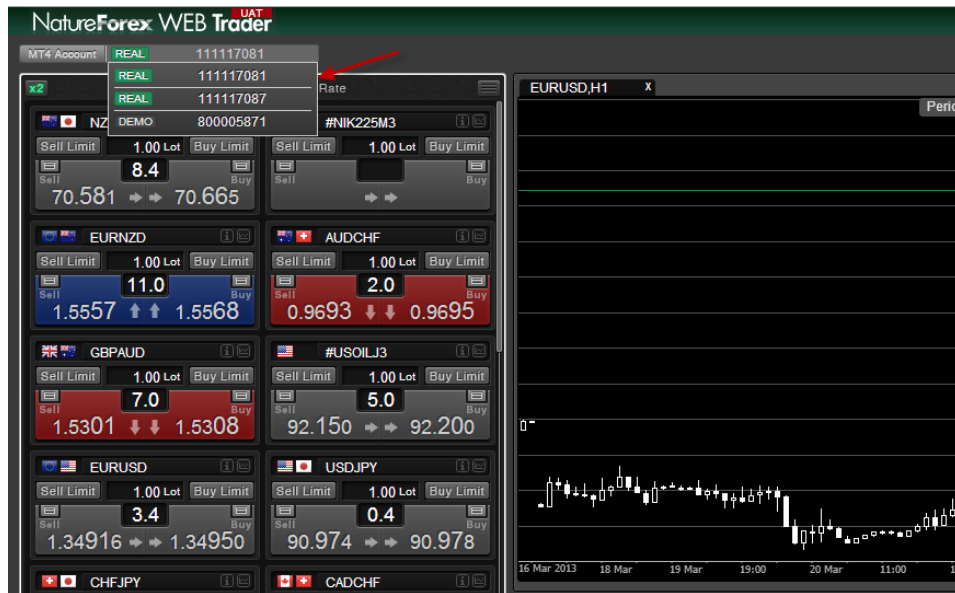 UAT
NatureForex WEB Trader
MT4 Account REAL 111117081
REAL 111117081
REAL 111117087
DEMO 800005871
x2 Rate
EURUSD,H1 x
NZ #NIK225M3
Sell Limit 1.00 Lot Buy Limit Sell Limit 1.00 Lot Buy Limit
8.4
Sell Buy Sell Buy
70.581 70.665
EURNZD AUDCHF
Sell Limit 1.00 Lot Buy Limit Sell Limit 1.00 Lot Buy Limit
11.0 2.0
Sell Buy Sell Buy
1.5557 1.5568 0.9693 0.9695
GBPAUD #USOILJ3
Sell Limit 1.00 Lot Buy Limit Sell Limit 1.00 Lot Buy Limit
7.0 5.0
Sell Buy Sell Buy
1.5301 1.5308 92.150 92.200
EURUSD USDJPY
Sell Limit 1.00 Lot Buy Limit Sell Limit 1.00 Lot Buy Limit
3.4 0.4
Sell Buy Sell Buy
1.34916 1.34950 90.974 90.978
CHFJPY CADCHF
Perio
16 Mar 2013 18 Mar 19 Mar 19:00 20 Mar 11:00 1